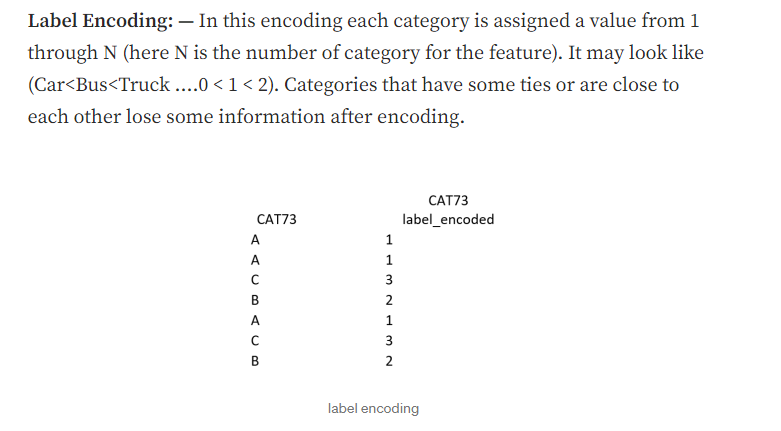 Label Encoding: — In this encoding each category is assigned a value from 1
through N (here N is the number of category for the feature). It may look like
(Car<Bus<Truck ....0 < 1 < 2). Categories that have some ties or are close to
each other lose some information after encoding.
CAT73
CAT73 label_encoded
A 1
A 1
C 3
B 2
A 1
C 3
B 2
label encoding